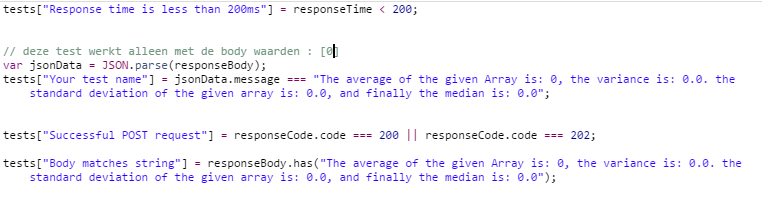 tests["Response time is less than 200ms"] = responseTime < 200;
// deze test werkt alleen met de body waarden : [0]
var jsonData = JSON.parse(responseBody);
tests["Your test name"] = jsonData.message === "The average of the given Array is: 0, the variance is: 0.0. the
standard deviation of the given array is: 0.0, and finally the median is: 0.0";
tests["Successful POST request"] = responseCode.code === 200 || responseCode.code === 202;
tests["Body matches string"] = responseBody.has("The average of the given Array is: 0, the variance is: 0.0. the
standard deviation of the given array is: 0.0, and finally the median is: 0.0");